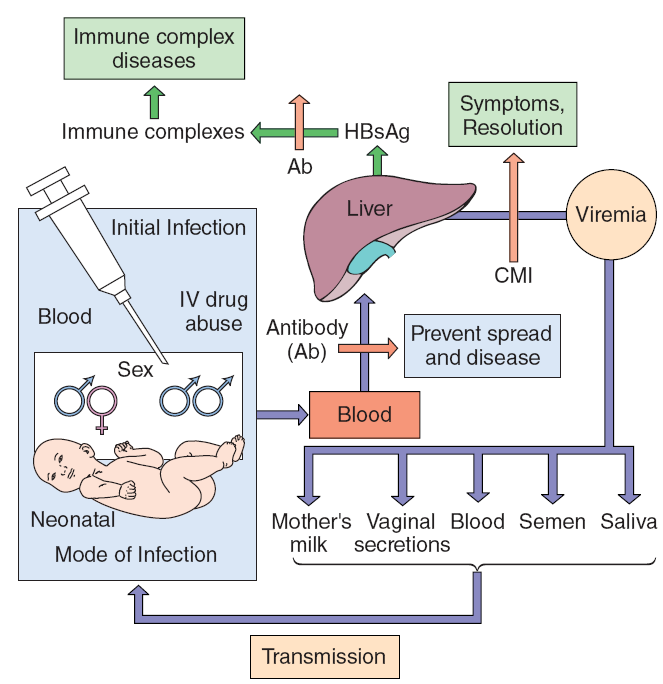 Immune complex
diseases
Immune complexes
HBsAg
Ab
Symptoms,
Resolution
Liver
Viremia
CMI
Initial Infection
IV drug
abuse
Blood
Sex
Neonatal
Mode of Infection
Antibody
(Ab)
Prevent spread
and disease
Blood
Mother's
milk
Vaginal
secretions
Blood
Semen
Saliva
Transmission